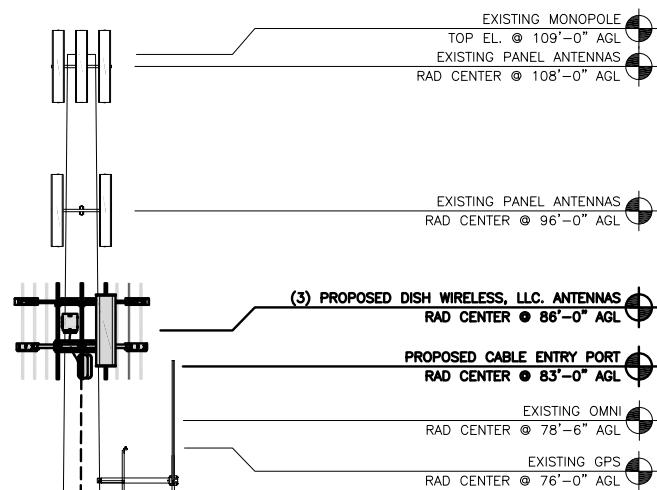 EXISTING MONOPOLE
TOP EL. @ 109'-0" AGL
EXISTING PANEL ANTENNAS
RAD CENTER @ 108'-0" AGL
EXISTING PANEL ANTENNAS
RAD CENTER @ 96'-0" AGL
(3) PROPOSED DISH WIRELESS, LLC. ANTENNAS
RAD CENTER @ 86'-0" AGL
PROPOSED CABLE ENTRY PORT
RAD CENTER @ 83'-0" AGL
EXISTING OMNI
RAD CENTER @ 78'-6" AGL
EXISTING GPS
RAD CENTER @ 76'-0" AGL